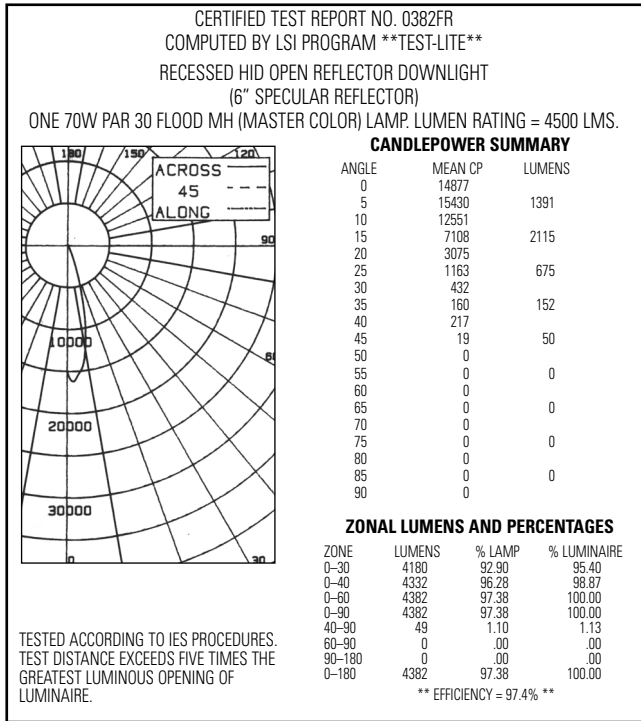 CERTIFIED TEST REPORT NO. 0382FR
COMPUTED BY LSI PROGRAM **TEST-LITE**
RECESSED HID OPEN REFLECTOR DOWNLIGHT
(6" SPECULAR REFLECTOR)
ONE 70W PAR 30 FLOOD MH (MASTER COLOR) LAMP. LUMEN RATING = 4500 LMS.
180 150 120
ACROSS
45
ALONG
90
10000
60
20000
30000
0 30
CANDLEPOWER SUMMARY
ANGLE MEAN CP LUMENS
0 14877
5 15430 1391
10 12551
15 7108 2115
20 3075
25 1163 675
30 432
35 160 152
40 217
45 19 50
50 0
55 0 0
60 0
65 0 0
70 0
75 0 0
80 0
85 0 0
90 0
ZONAL LUMENS AND PERCENTAGES
ZONE LUMENS % LAMP % LUMINAIRE
0–30 4180 92.90 95.40
0–40 4332 96.28 98.87
0–60 4382 97.38 100.00
0–90 4382 97.38 100.00
40–90 49 1.10 1.13
60–90 0 .00 .00
90–180 0 .00 .00
0–180 4382 97.38 100.00
** EFFICIENCY = 97.4% **
TESTED ACCORDING TO IES PROCEDURES.
TEST DISTANCE EXCEEDS FIVE TIMES THE
GREATEST LUMINOUS OPENING OF
LUMINAIRE.